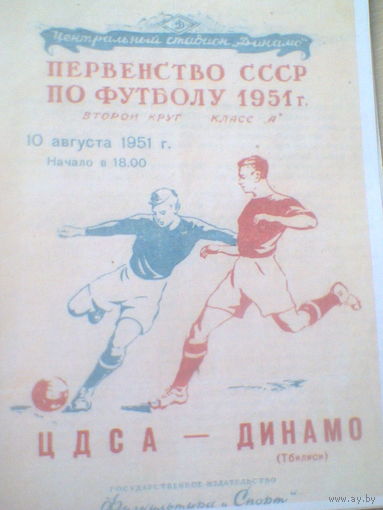 Центральный стадион „Динамо"
ПЕРВЕНСТВО СССР
ПО ФУТБОЛУ 1951 г.
ВТОРОЙ КРУГ КЛАСС „А"
10 августа 1951 г.
Начало в 18.00
ЦДСА — ДИНАМО
(Тбилиси)
ГОСУДАРСТВЕННОЕ ИЗДАТЕЛЬСТВО
„Физкультура и Спорт"
www.ay.by